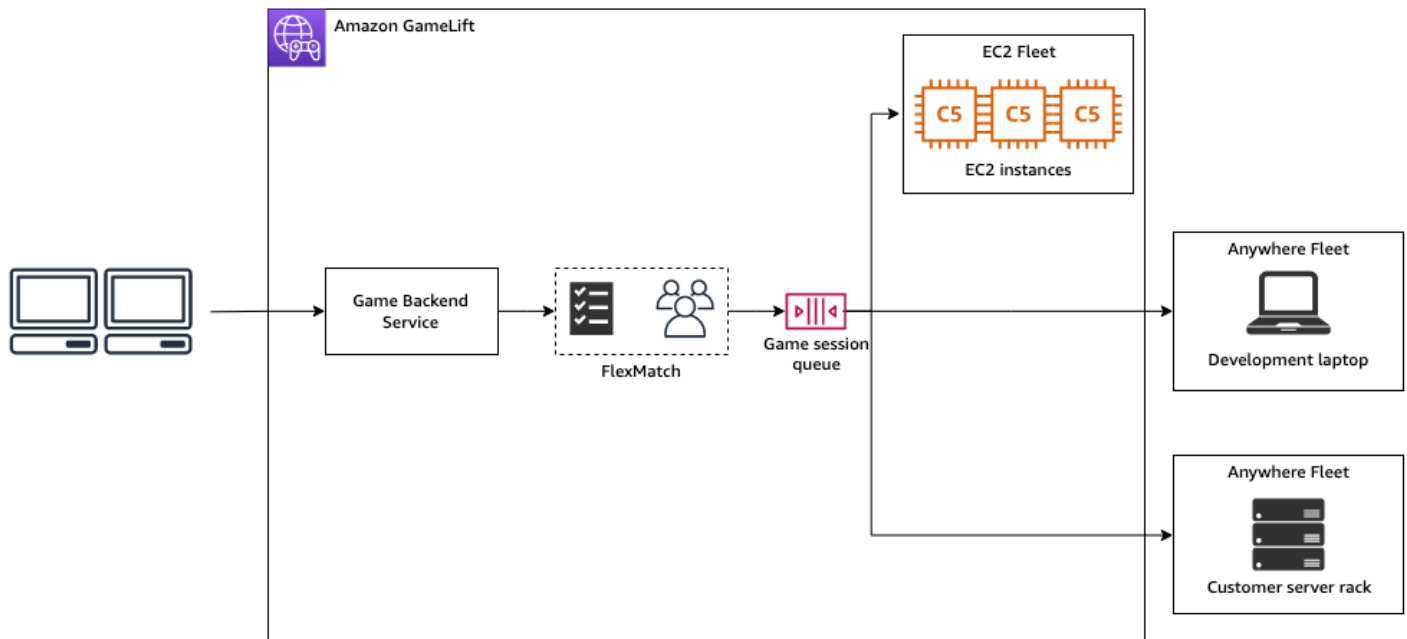 Amazon GameLift
EC2 Fleet
C5 C5 C5
EC2 instances
Anywhere Fleet
Development laptop
Game Backend
Service
FlexMatch
Game session
queue
Anywhere Fleet
Customer server rack